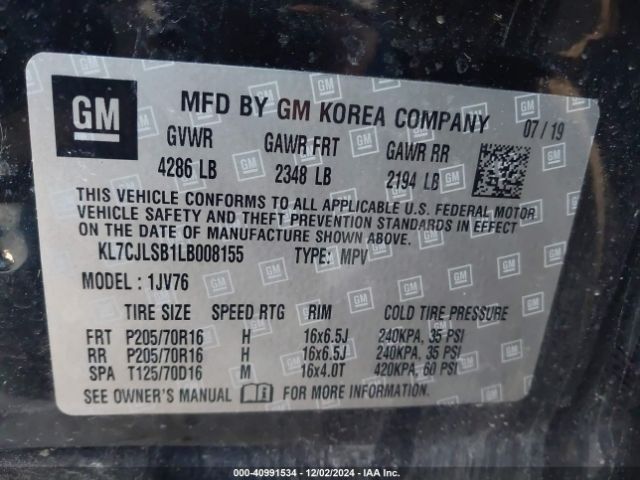 GM
MFD BY GM KOREA COMPANY 07/19
GVWR GAWR FRT GAWR RR
4286 LB 2348 LB 2194 LB
THIS VEHICLE CONFORMS TO ALL APPLICABLE U.S. FEDERAL MOTOR
VEHICLE SAFETY AND THEFT PREVENTION STANDARDS IN EFFECT
ON THE DATE OF MANUFACTURE SHOWN ABOVE.
KL7CJLSB1LB008155 TYPE: MPV
MODEL: 1JV76
TIRE SIZE SPEED RTG RIM COLD TIRE PRESSURE
FRT P205/70R16 H 16x6.5J 240KPA, 35 PSI
RR P205/70R16 H 16x6.5J 240KPA, 35 PSI
SPA T125/70D16 M 16x4.0T 420KPA, 60 PSI
SEE OWNER'S MANUAL FOR MORE INFORMATION.
000-40991534 - 12/02/2024 - IAA Inc.